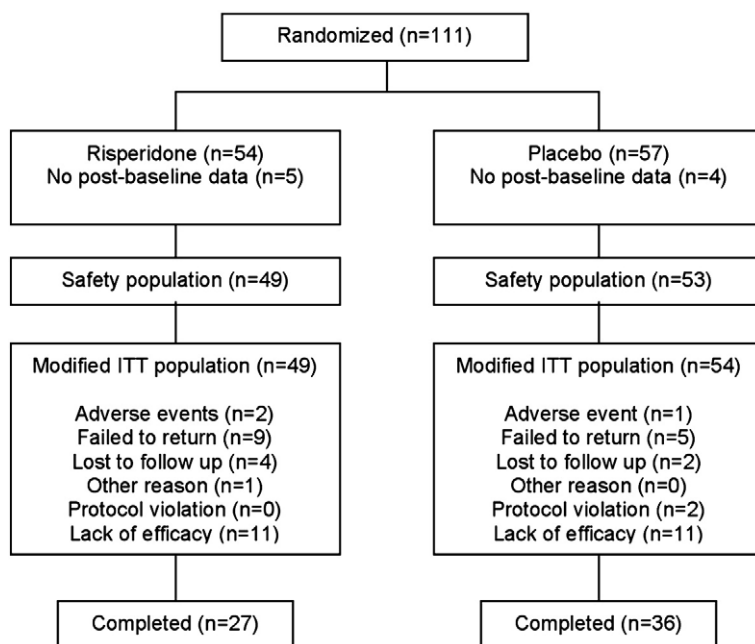 Randomized (n=111)
Risperidone (n=54)
No post-baseline data (n=5)
Placebo (n=57)
No post-baseline data (n=4)
Safety population (n=49)
Safety population (n=53)
Modified ITT population (n=49)
Adverse events (n=2)
Failed to return (n=9)
Lost to follow up (n=4)
Other reason (n=1)
Protocol violation (n=0)
Lack of efficacy (n=11)
Modified ITT population (n=54)
Adverse event (n=1)
Failed to return (n=5)
Lost to follow up (n=2)
Other reason (n=0)
Protocol violation (n=2)
Lack of efficacy (n=11)
Completed (n=27)
Completed (n=36)